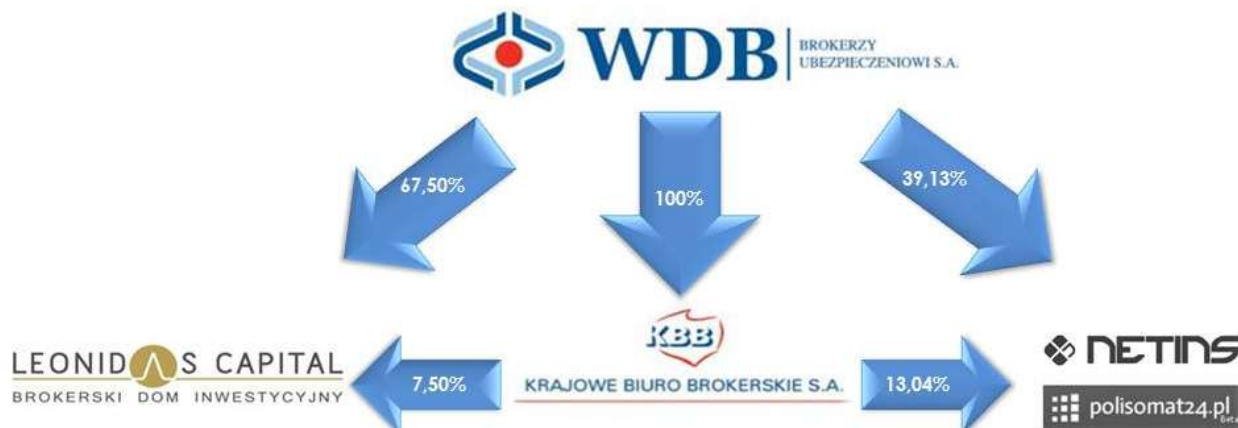 WDB
BROKERZY
UBEZPIECZENIOWI S.A.
67,50%
100%
39,13%
KBB
LEONIDAS CAPITAL
BROKERSKI DOM INWESTYCYJNY
7,50%
KRAJOWE BIURO BROKERSKIE S.A.
13,04%
NETINS
polisomat24.pl
Beta